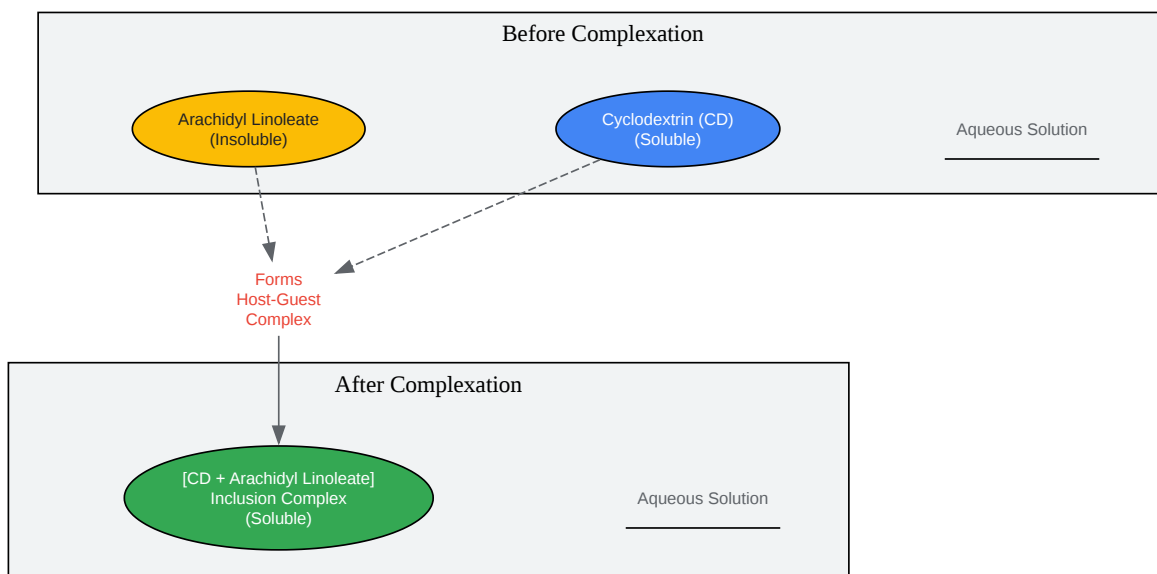 Before Complexation
Arachidyl Linoleate
(Insoluble)
Cyclodextrin (CD)
(Soluble)
Aqueous Solution
Forms
Host-Guest
Complex
After Complexation
[CD + Arachidyl Linoleate]
Inclusion Complex
(Soluble)
Aqueous Solution